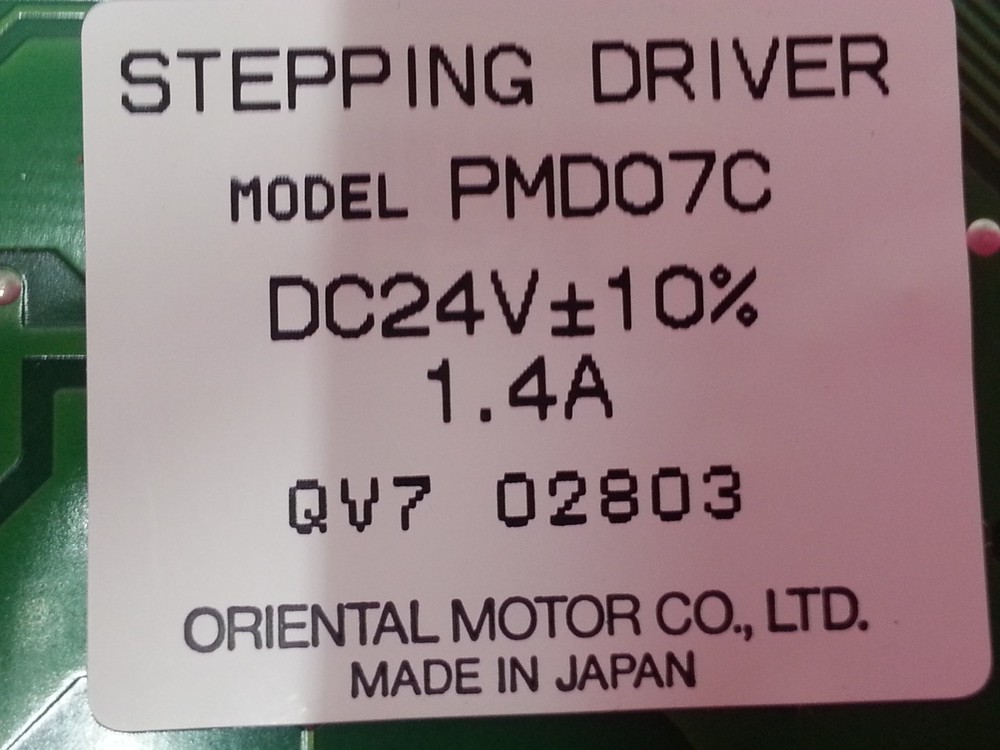 STEPPING DRIVER
MODEL PMD07C
DC24V±10%
1.4A
QV7 02803
ORIENTAL MOTOR CO., LTD.
MADE IN JAPAN